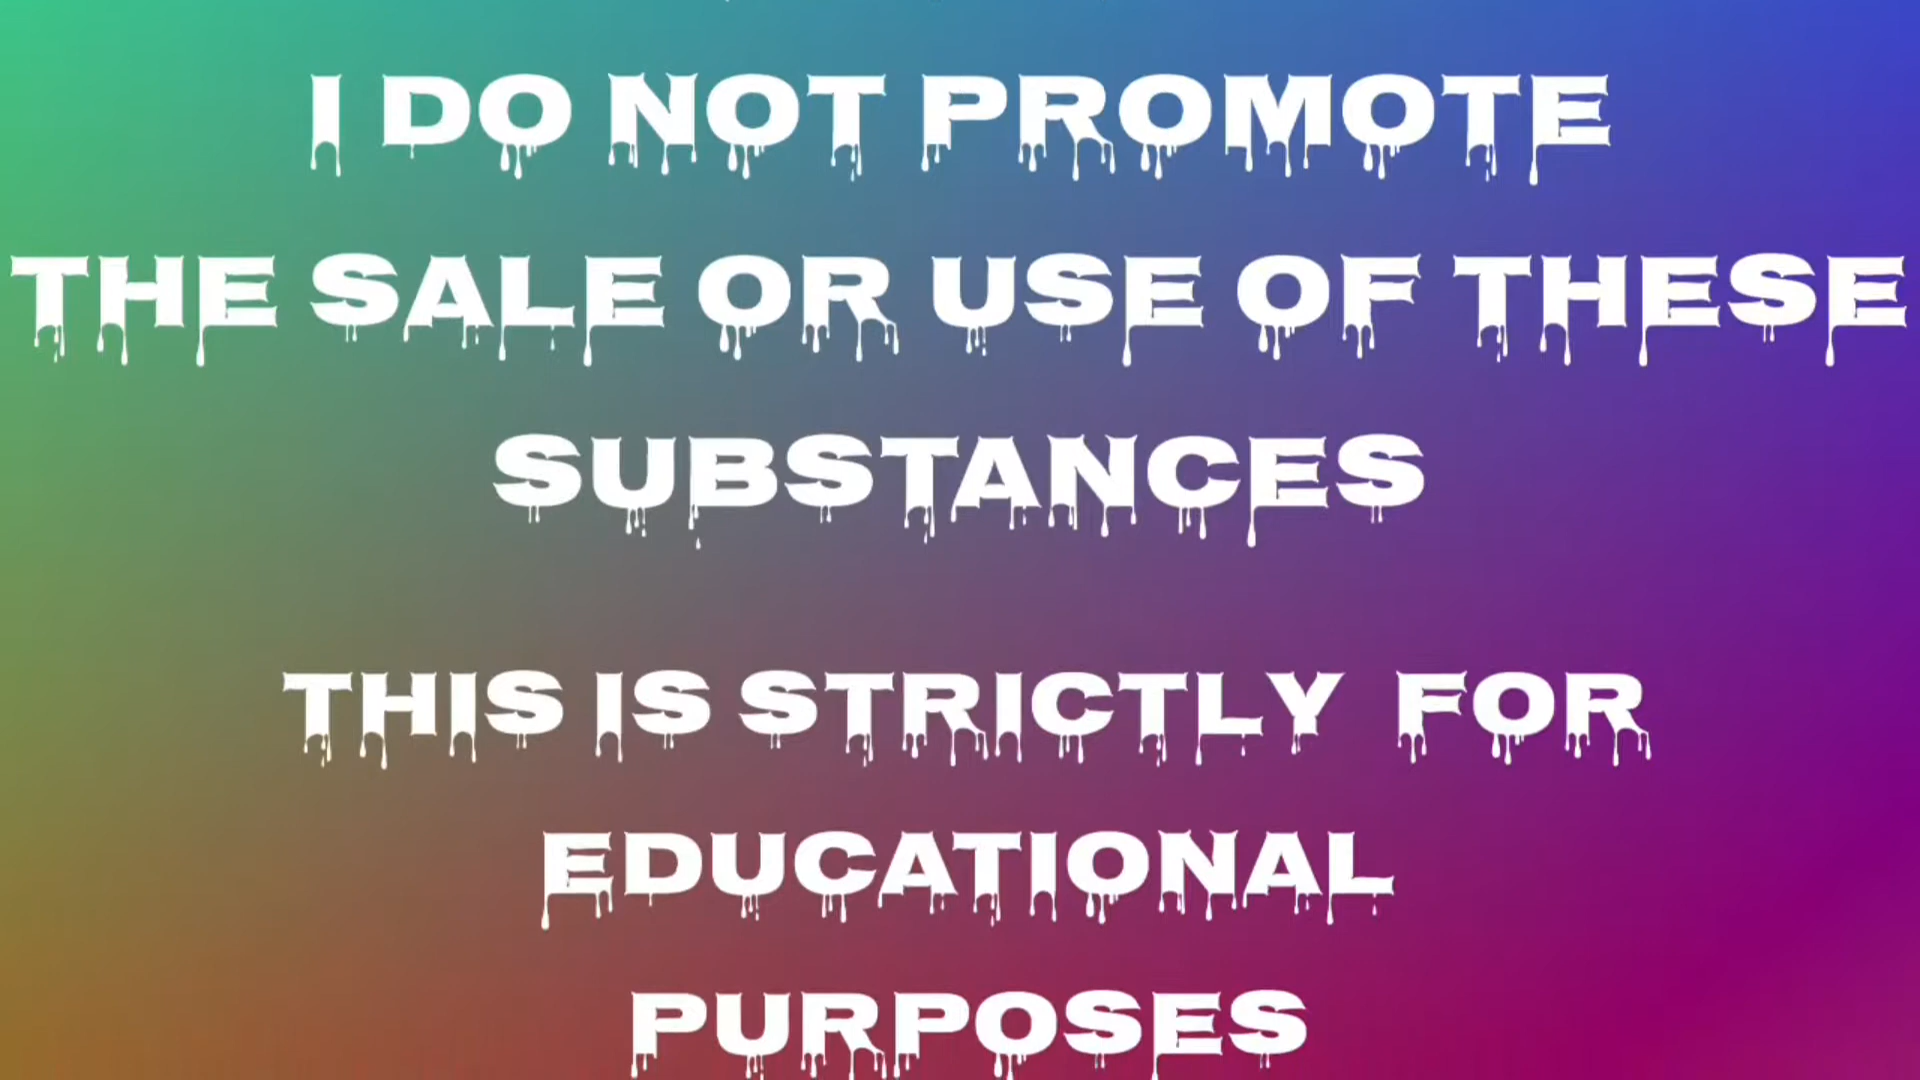 I DO NOT PROMOTE
THE SALE OR USE OF THESE
SUBSTANCES
THIS IS STRICTLY FOR
EDUCATIONAL
PURPOSES